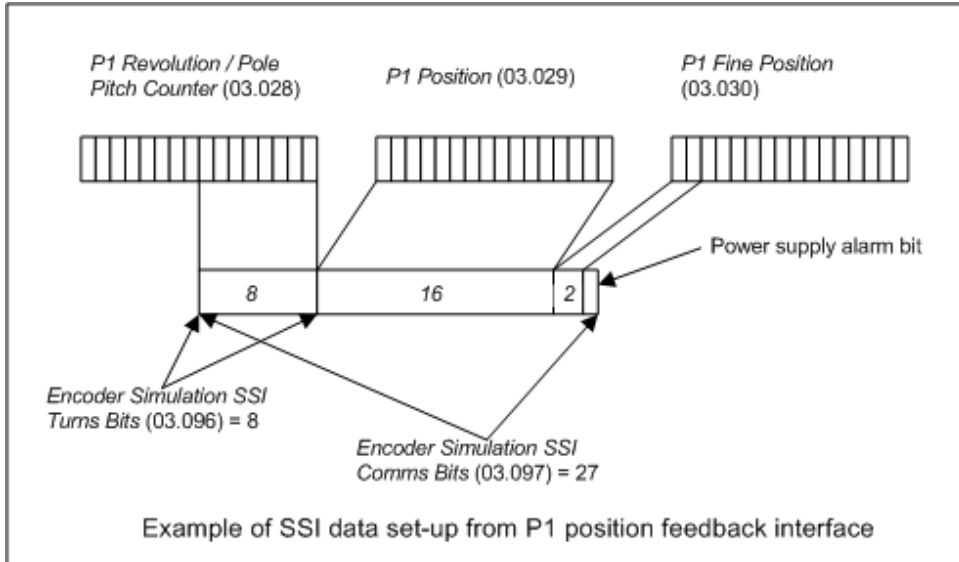 P1 Revolution / Pole
Pitch Counter (03.028)
P1 Position (03.029)
P1 Fine Position
(03.030)
Power supply alarm bit
8
16
2
Encoder Simulation SSI
Turns Bits (03.096) = 8
Encoder Simulation SSI
Comms Bits (03.097) = 27
Example of SSI data set-up from P1 position feedback interface